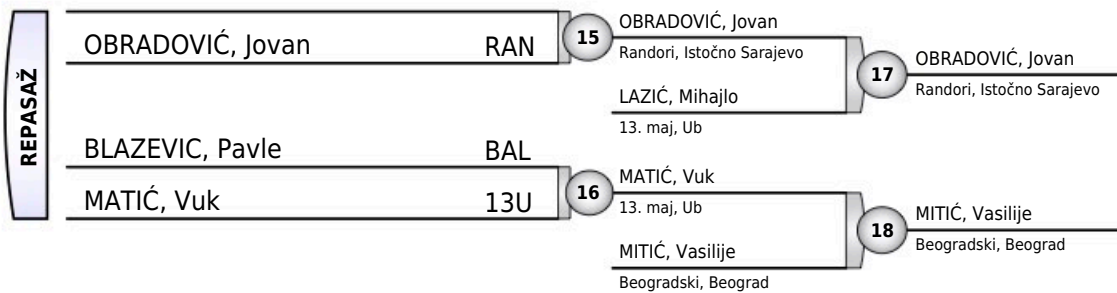 REPASAŽ
OBRADOVIĆ, Jovan RAN
BLAZEVIC, Pavle BAL
MATIĆ, Vuk 13U
15
OBRADOVIĆ, Jovan
Randori, Istočno Sarajevo
LAZIĆ, Mihajlo
13. maj, Ub
16
MATIĆ, Vuk
13. maj, Ub
MITIĆ, Vasilije
Beogradski, Beograd
17
OBRADOVIĆ, Jovan
Randori, Istočno Sarajevo
18
MITIĆ, Vasilije
Beogradski, Beograd